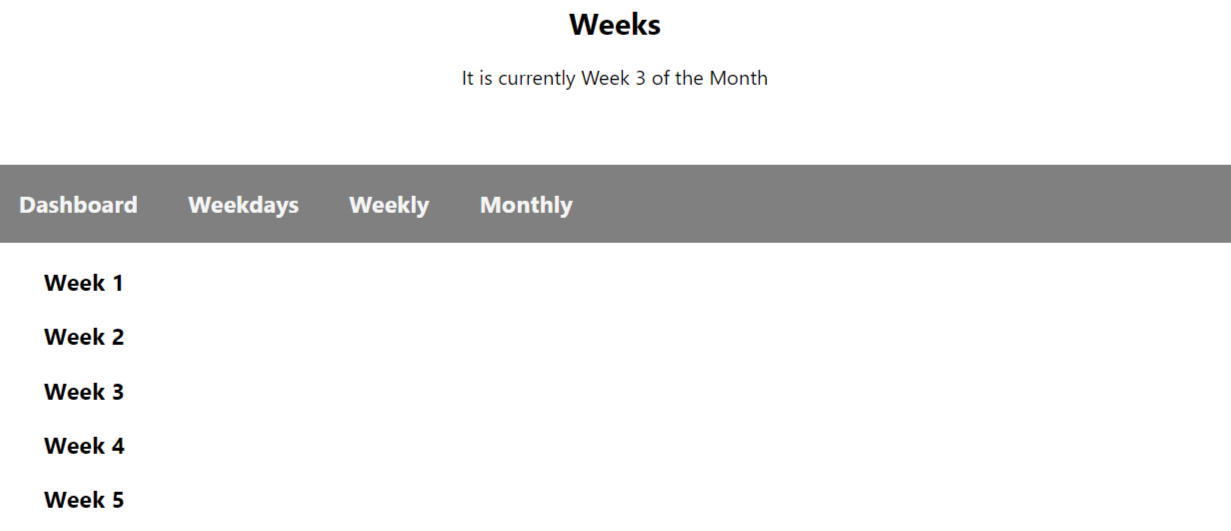 Weeks
It is currently Week 3 of the Month
Dashboard Weekdays Weekly Monthly
Week 1
Week 2
Week 3
Week 4
Week 5